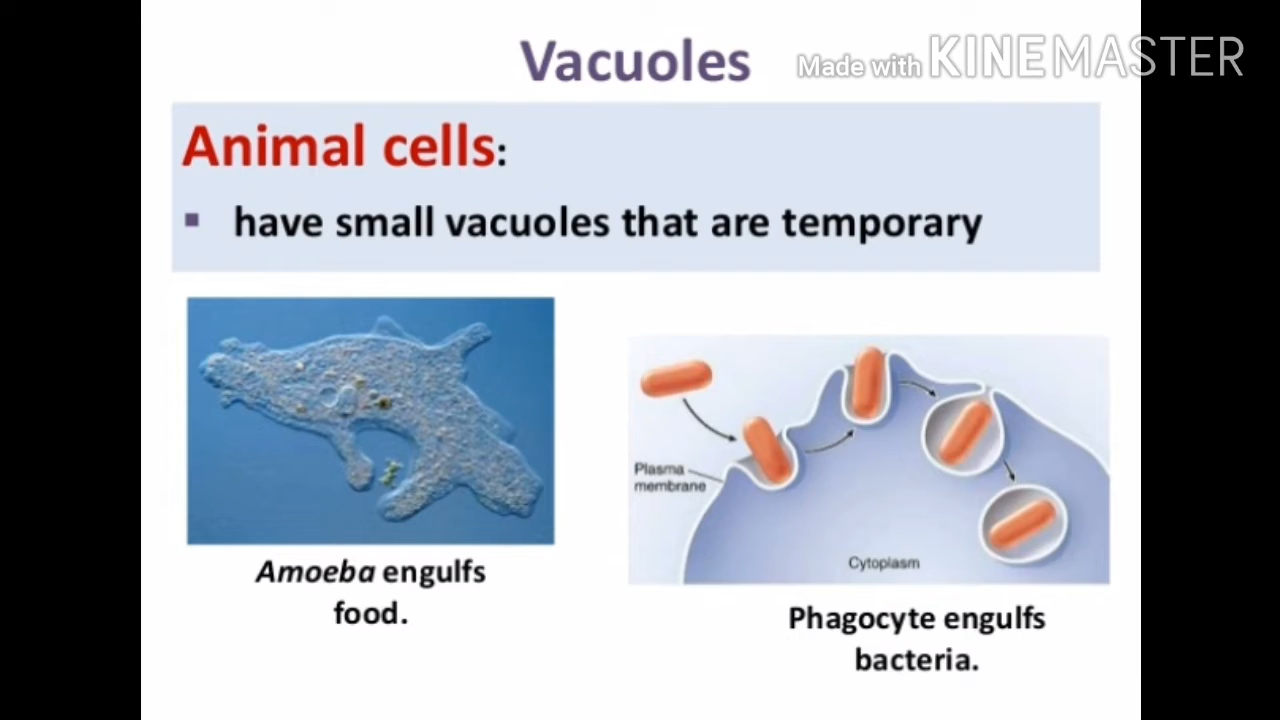 Vacuoles
Made with KINEMASTER
Animal cells:
▪ have small vacuoles that are temporary
Plasma
membrane
Cytoplasm
Amoeba engulfs
food.
Phagocyte engulfs
bacteria.